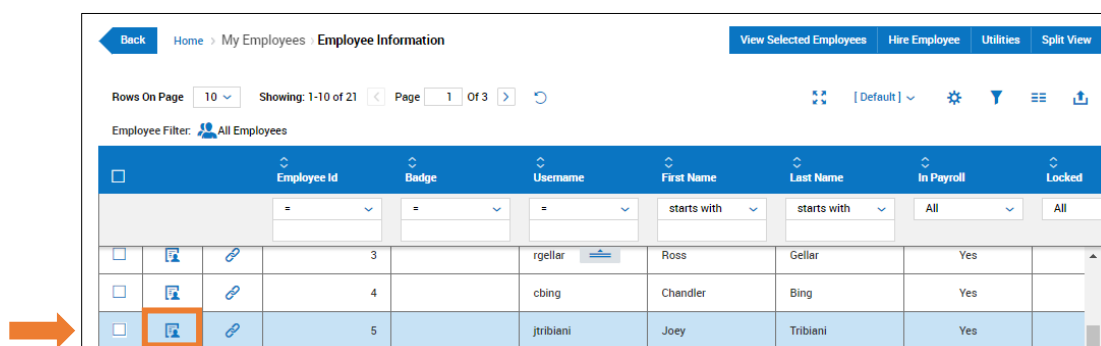 Back Home > My Employees > Employee Information View Selected Employees Hire Employee Utilities Split View
Rows On Page 10 Showing: 1-10 of 21 < Page 1 Of 3 > [ Default ]
Employee Filter: All Employees
Employee Id Badge Username First Name Last Name In Payroll Locked
= = = starts with starts with All All
3 rgellar Ross Gellar Yes
4 cbing Chandler Bing Yes
5 jtribiani Joey Tribiani Yes